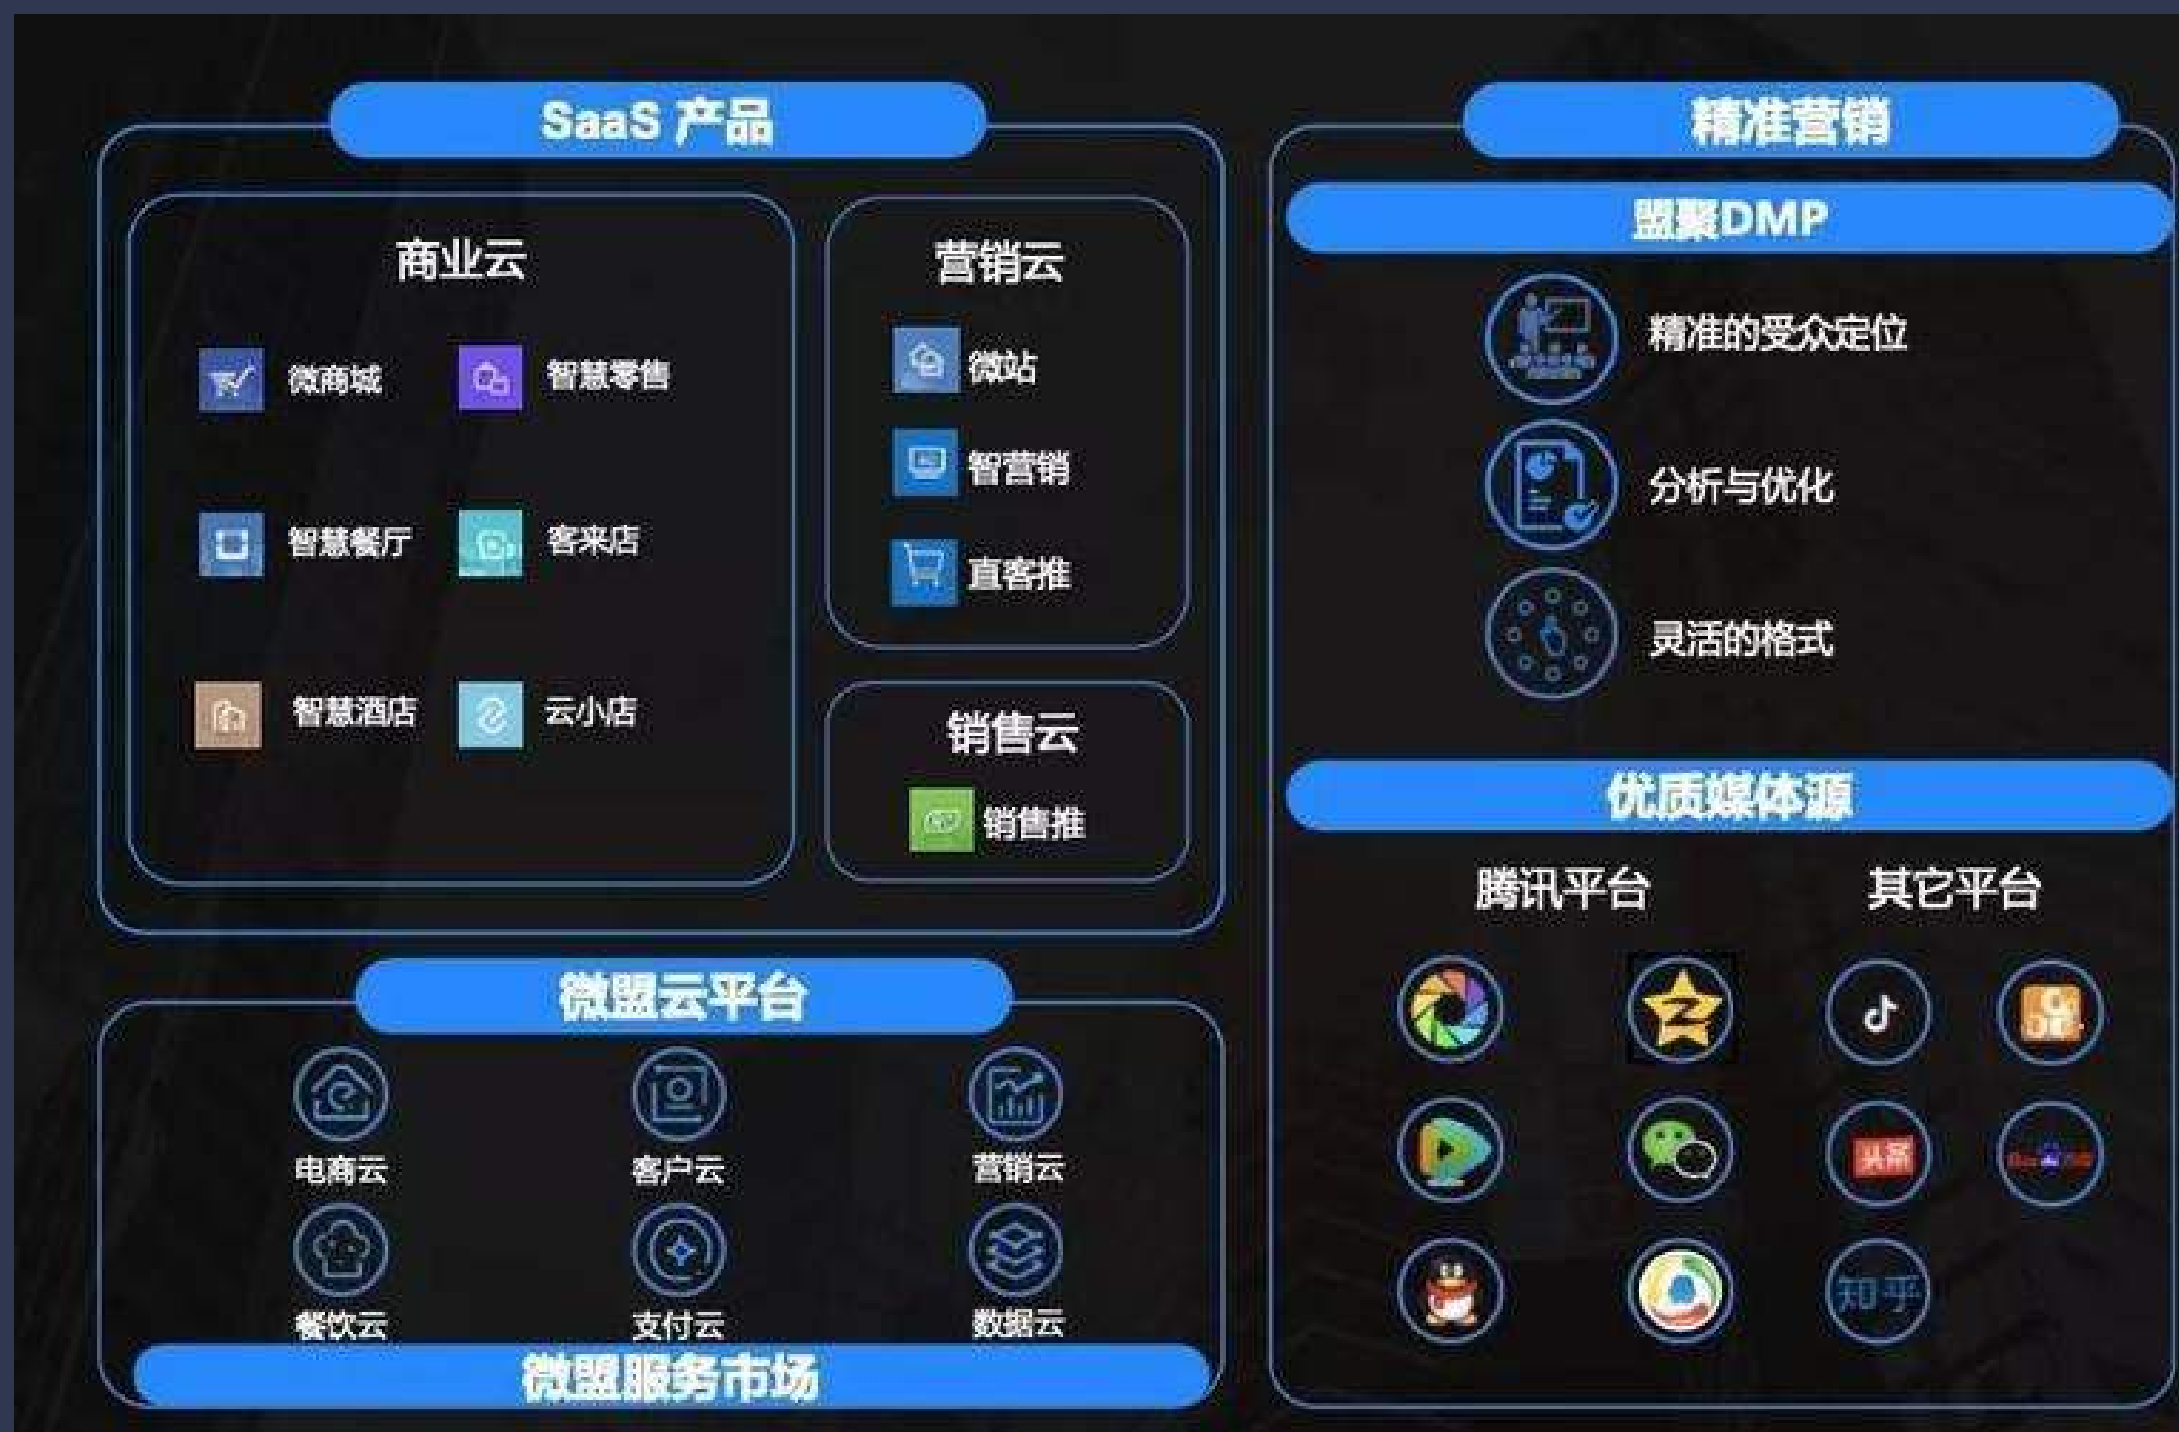 SaaS 产品
商业云
微商城
智慧零售
智慧餐厅
客来店
智慧酒店
云小店
营销云
微站
智营销
直客推
销售云
销售推
微盟云平台
电商云
客户云
营销云
餐饮云
支付云
数据云
微盟服务市场
精准营销
盟聚DMP
精准的受众定位
分析与优化
灵活的格式
优质媒体源
腾讯平台
其它平台
头条
知乎